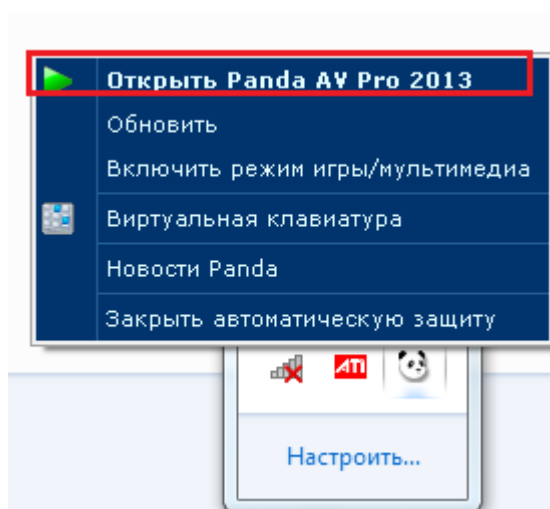 Открыть Panda AV Pro 2013
Обновить
Включить режим игры/мультимедиа
Виртуальная клавиатура
Новости Panda
Закрыть автоматическую защиту
ATI
Настроить...